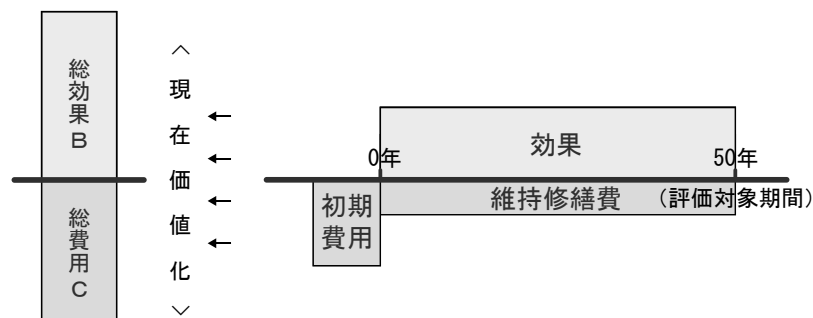 総効果B
総費用C
〈現在価値化〉
←
←
←
←
0年
効果
50年
初期
費用
維持修繕費
(評価対象期間)